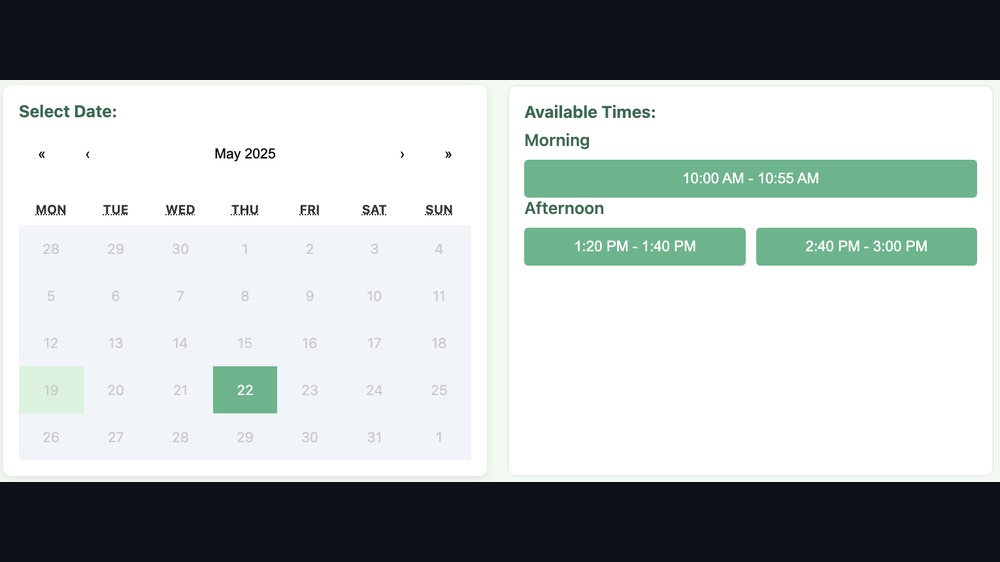 Select Date:
« ‹ May 2025 › »
MON TUE WED THU FRI SAT SUN
28 29 30 1 2 3 4
5 6 7 8 9 10 11
12 13 14 15 16 17 18
19 20 21 22 23 24 25
26 27 28 29 30 31 1
Available Times:
Morning
10:00 AM - 10:55 AM
Afternoon
1:20 PM - 1:40 PM
2:40 PM - 3:00 PM